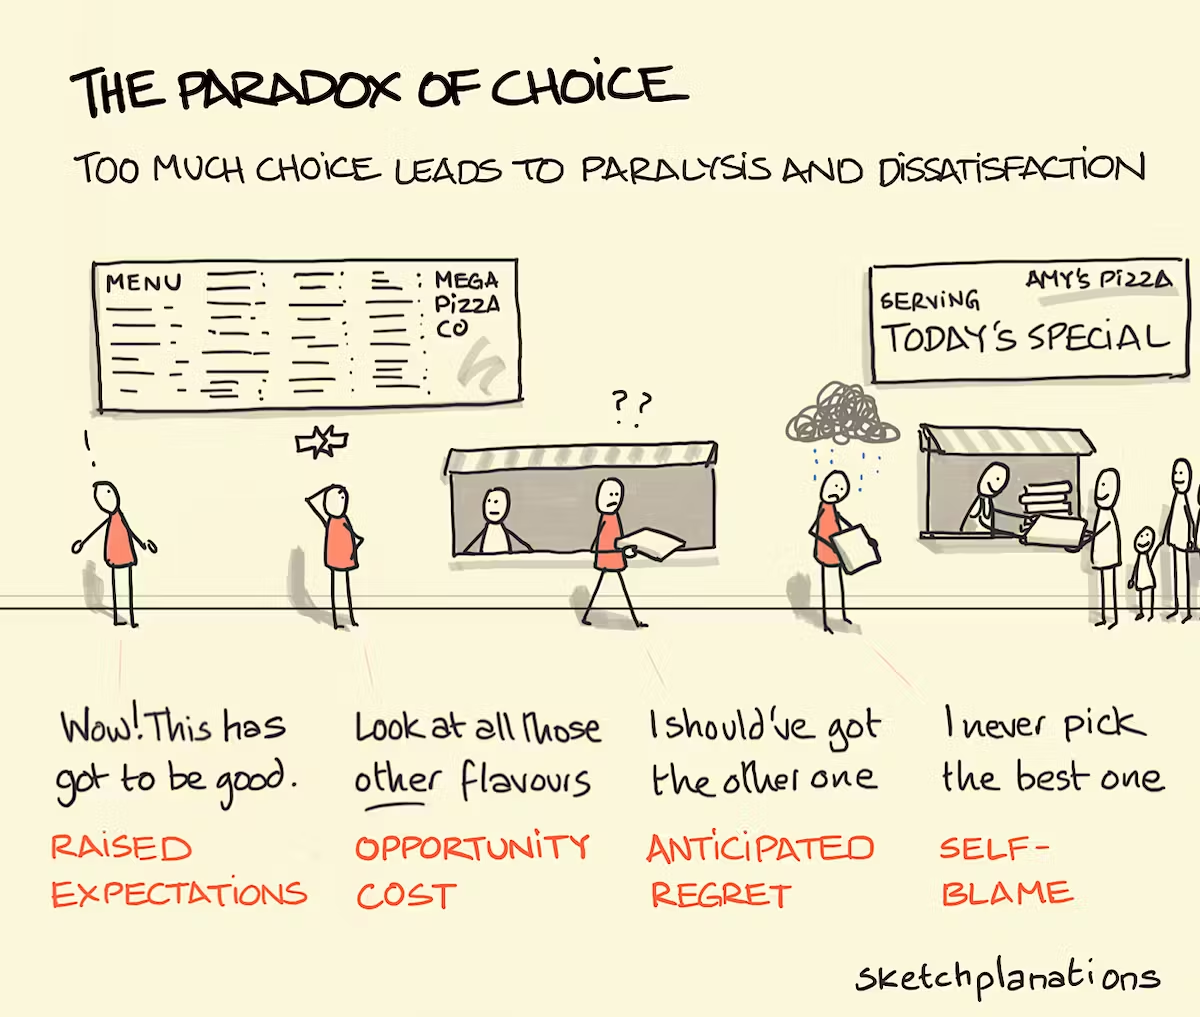 THE PARADOX OF CHOICE
TOO MUCH CHOICE LEADS TO PARALYSIS AND DISSATISFACTION
MENU
MEGA
PIZZA
CO
AMY'S PIZZA
SERVING
TODAY'S SPECIAL
!
??
Wow! This has
got to be good.
RAISED
EXPECTATIONS
Look at all those
other flavours
OPPORTUNITY
COST
I should've got
the other one
ANTICIPATED
REGRET
I never pick
the best one
SELF-
BLAME
sketchplanations